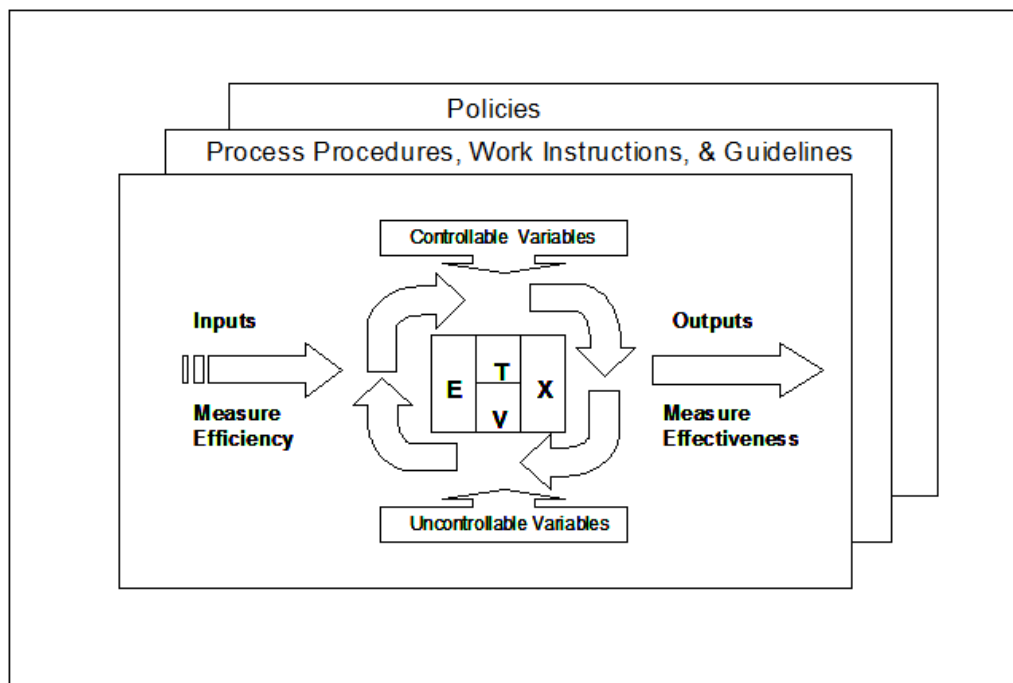 Policies
Process Procedures, Work Instructions, & Guidelines
Controllable Variables
Inputs
Measure
Efficiency
E
T
V
X
Outputs
Measure
Effectiveness
Uncontrollable Variables